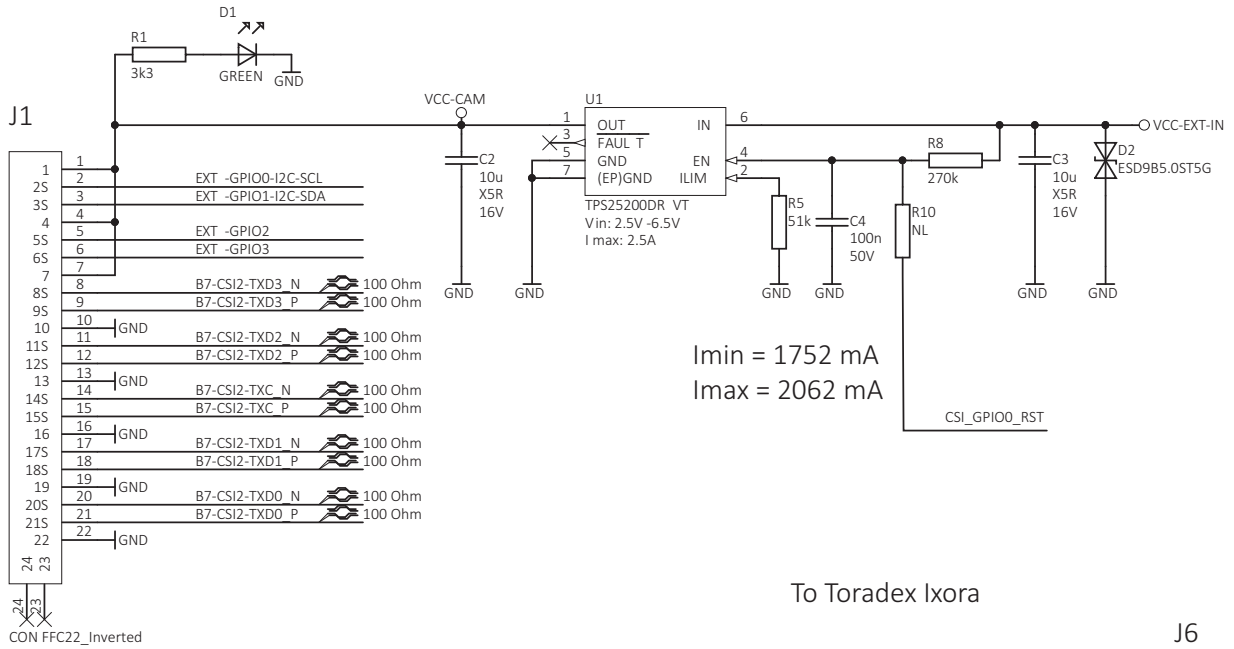 D1
R1
3k3
GREEN
GND
J1
VCC-CAM
C2
10u
X5R
16V
GND
U1
1 OUT IN 6
3 FAUL T
5 GND EN 4
7 (EP)GND ILIM 2
TPS25200DR VT
Vin: 2.5V -6.5V
I max: 2.5A
GND
R5
51k
GND
C4
100n
50V
GND
R8
270k
R10
NL
C3
10u
X5R
16V
GND
VCC-EXT-IN
D2
ESD9B5.0ST5G
GND
1 1
2S 2 EXT -GPIO0-I2C-SCL
3S 3 EXT -GPIO1-I2C-SDA
4 4
5S 5 EXT -GPIO2
6S 6 EXT -GPIO3
7 7
8S 8 B7-CSI2-TXD3_N 100 Ohm
9S 9 B7-CSI2-TXD3_P 100 Ohm
10 10 GND
11S 11 B7-CSI2-TXD2_N 100 Ohm
12S 12 B7-CSI2-TXD2_P 100 Ohm
13 13 GND
14S 14 B7-CSI2-TXC_N 100 Ohm
15S 15 B7-CSI2-TXC_P 100 Ohm
16 16 GND
17S 17 B7-CSI2-TXD1_N 100 Ohm
18S 18 B7-CSI2-TXD1_P 100 Ohm
19 19 GND
20S 20 B7-CSI2-TXD0_N 100 Ohm
21S 21 B7-CSI2-TXD0_P 100 Ohm
22 22 GND
24 23
24 23
CON FFC22_Inverted
Imin = 1752 mA
Imax = 2062 mA
CSI_GPIO0_RST
To Toradex Ixora
J6